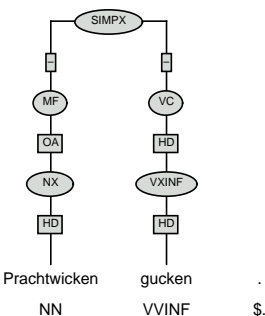 SIMPX
– –
MF VC
OA HD
NX VXINF
HD HD
Prachtwicken gucken .
NN VVINF $.